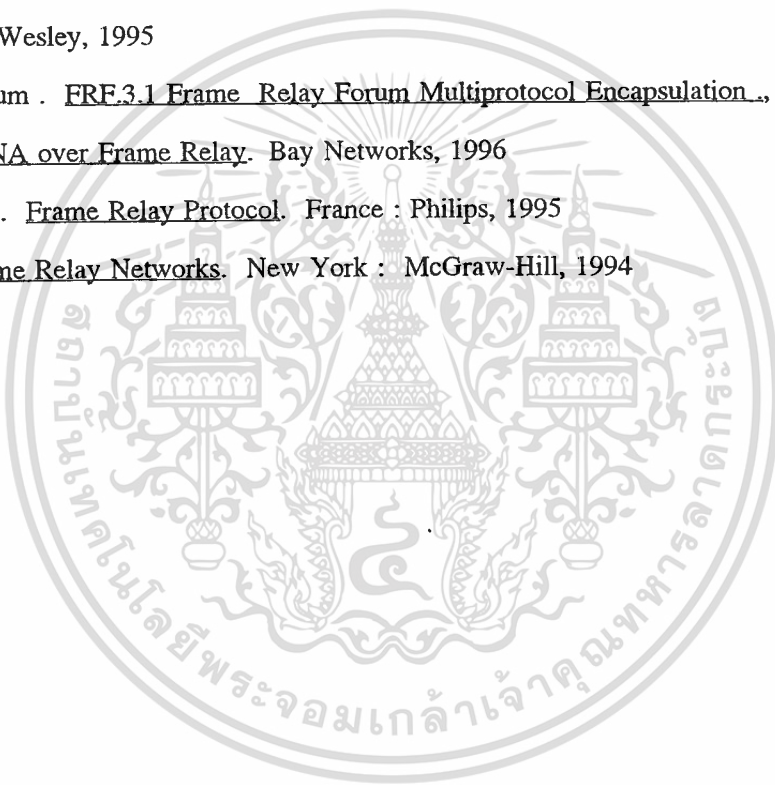 Wesley, 1995
um . FRF.3.1 Frame Relay Forum Multiprotocol Encapsulation .,
NA over Frame Relay. Bay Networks, 1996
. Frame Relay Protocol. France : Philips, 1995
me Relay Networks. New York : McGraw-Hill, 1994
สถาบันเทคโนโลยีพระจอมเกล้าเจ้าคุณทหารลาดกระบัง
๔